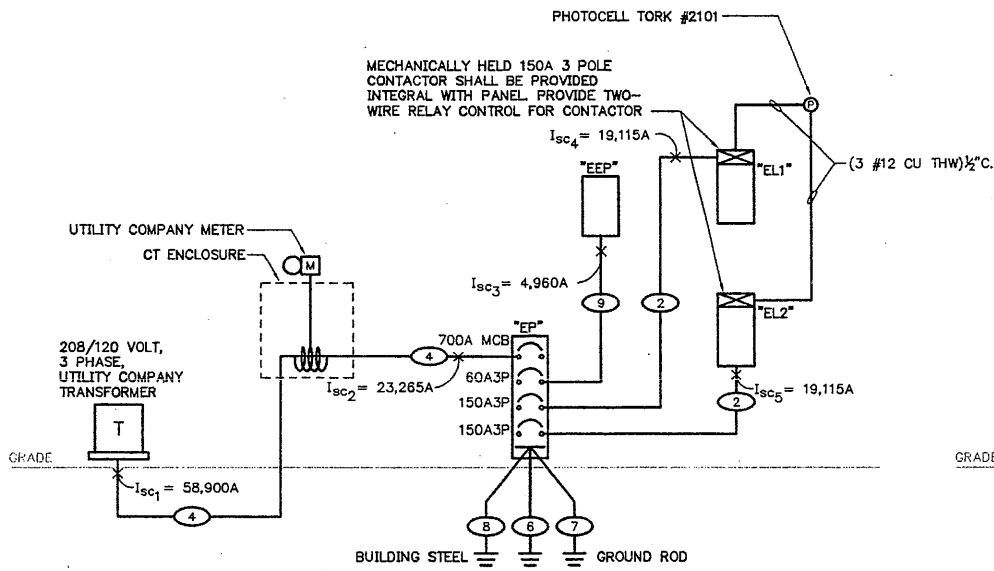 PHOTOCELL TORK #2101
MECHANICALLY HELD 150A 3 POLE
CONTACTOR SHALL BE PROVIDED
INTEGRAL WITH PANEL. PROVIDE TWO-
WIRE RELAY CONTROL FOR CONTACTOR
P
Isc4= 19,115A
"EEP"
"EL1"
(3 #12 CU THW)½"C.
UTILITY COMPANY METER
CT ENCLOSURE
M
Isc3= 4,960A
9
2
"EL2"
"EP"
208/120 VOLT,
3 PHASE,
UTILITY COMPANY
TRANSFORMER
700A MCB
4
60A3P
Isc2= 23,265A
Isc5= 19,115A
150A3P
2
T
150A3P
GRADE
GRADE
Isc1= 58,900A
4
8
6
7
BUILDING STEEL
GROUND ROD